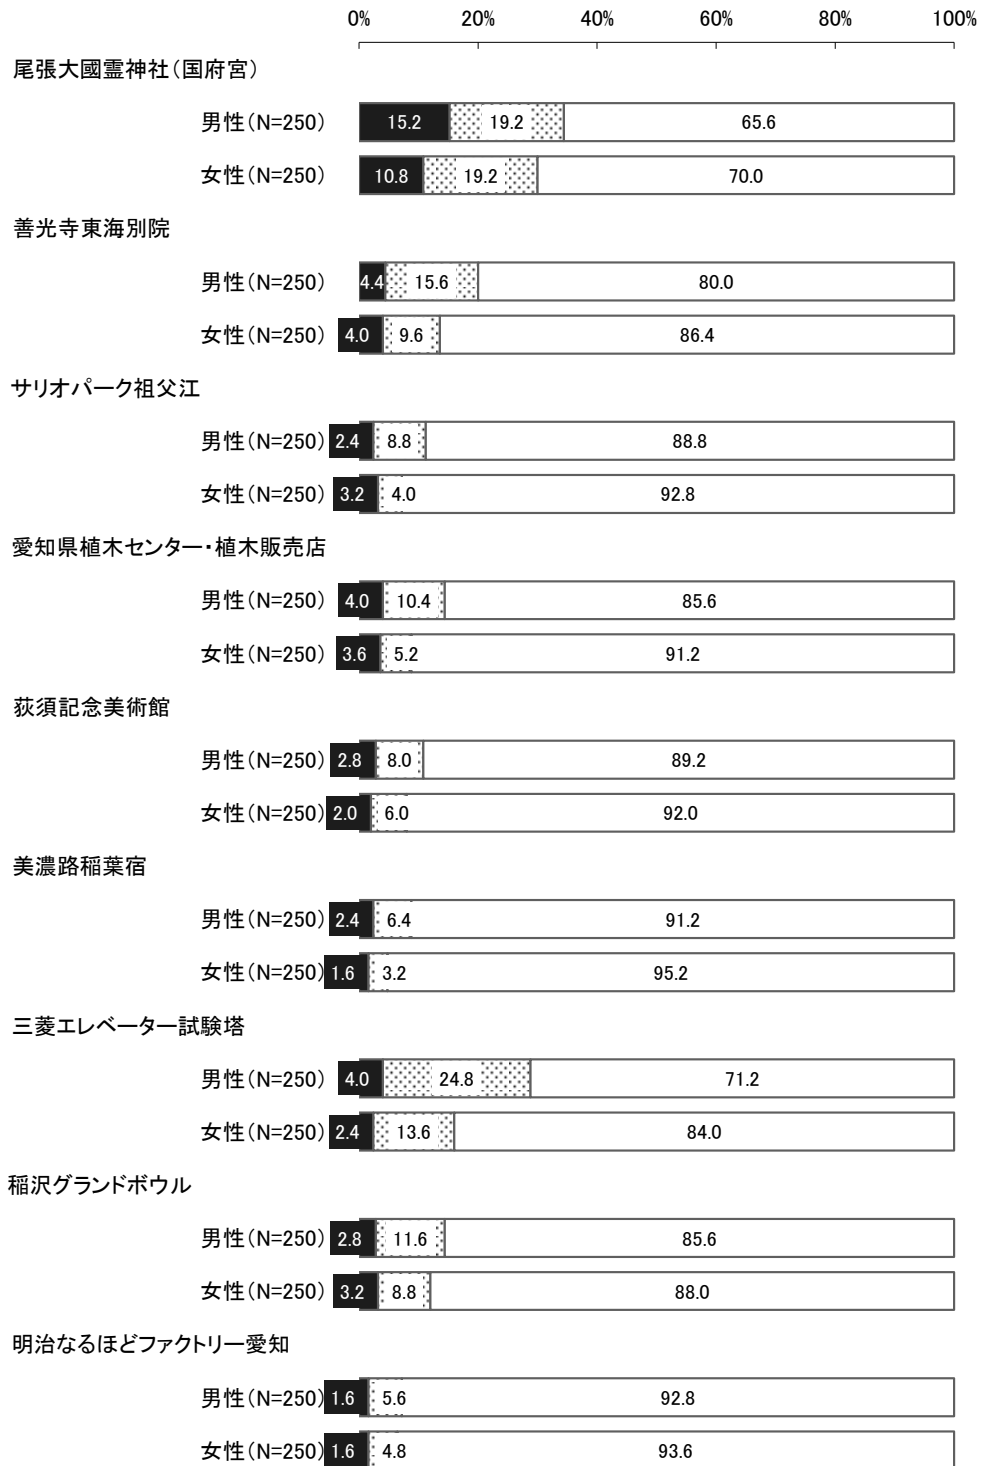 0% 20% 40% 60% 80% 100%
尾張大國霊神社（国府宮）
男性（N=250） 15.2 19.2 65.6
女性（N=250） 10.8 19.2 70.0
善光寺東海別院
男性（N=250） 4.4 15.6 80.0
女性（N=250） 4.0 9.6 86.4
サリオパーク祖父江
男性（N=250） 2.4 8.8 88.8
女性（N=250） 3.2 4.0 92.8
愛知県植木センター・植木販売店
男性（N=250） 4.0 10.4 85.6
女性（N=250） 3.6 5.2 91.2
荻須記念美術館
男性（N=250） 2.8 8.0 89.2
女性（N=250） 2.0 6.0 92.0
美濃路稲葉宿
男性（N=250） 2.4 6.4 91.2
女性（N=250） 1.6 3.2 95.2
三菱エレベーター試験塔
男性（N=250） 4.0 24.8 71.2
女性（N=250） 2.4 13.6 84.0
稲沢グランドボウル
男性（N=250） 2.8 11.6 85.6
女性（N=250） 3.2 8.8 88.0
明治なるほどファクトリー愛知
男性（N=250） 1.6 5.6 92.8
女性（N=250） 1.6 4.8 93.6